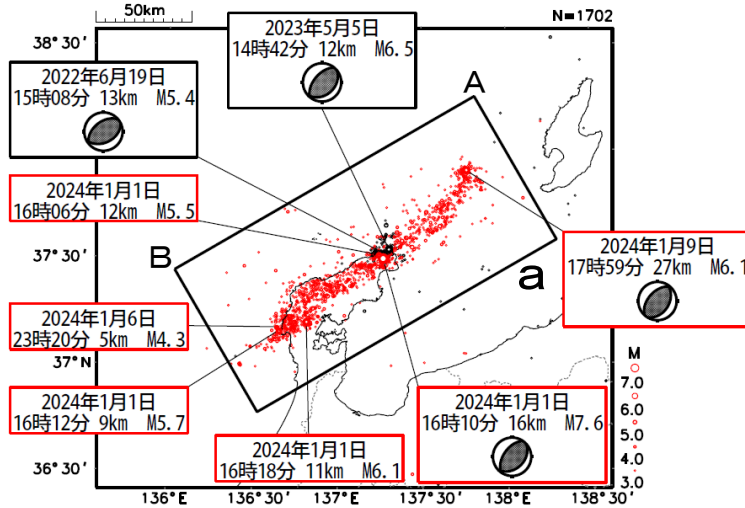 50km
N=1702
38°30′
2023年5月5日
14時42分 12km M6.5
2022年6月19日
15時08分 13km M5.4
A
2024年1月1日
16時06分 12km M5.5
37°30′
B
2024年1月9日
17時59分 27km M6.1
a
2024年1月6日
23時20分 5km M4.3
37°N
M
7.0
6.0
5.0
4.0
3.0
2024年1月1日
16時12分 9km M5.7
2024年1月1日
16時10分 16km M7.6
2024年1月1日
16時18分 11km M6.1
36°30′
136°E
136°30′
137°E
137°30′
138°E
138°30′